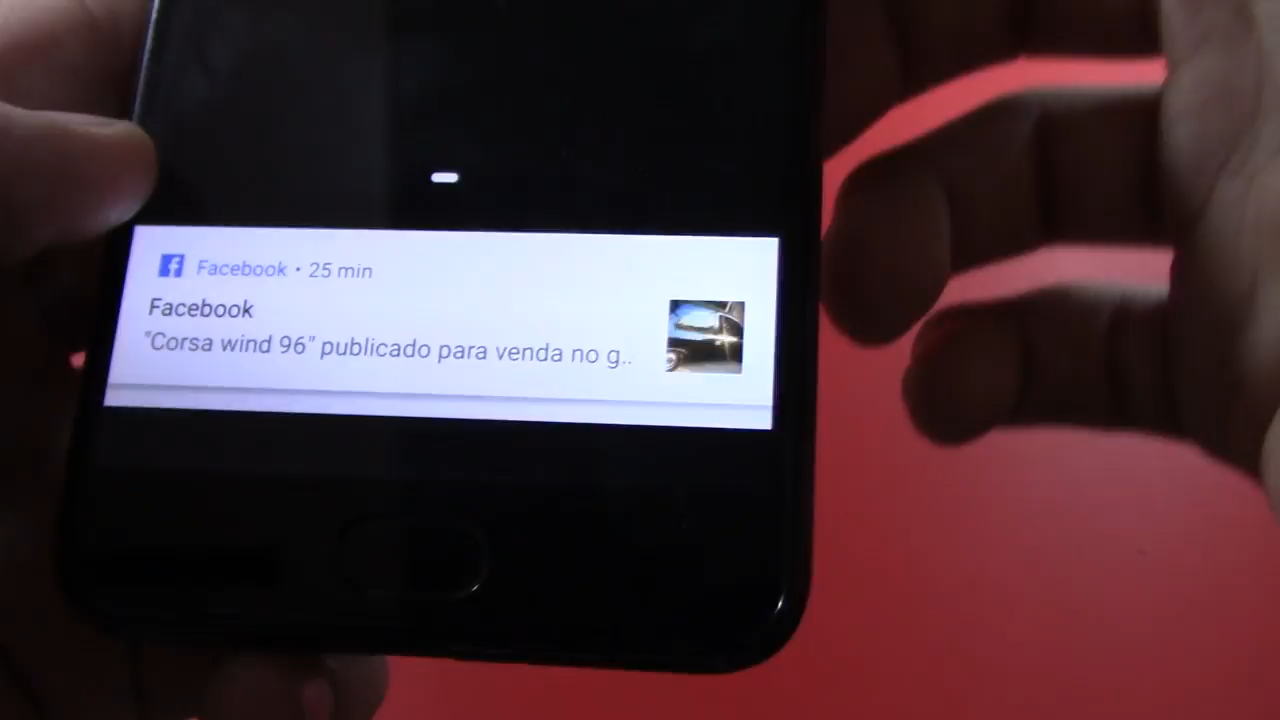 Facebook · 25 min
Facebook
"Corsa wind 96" publicado para venda no g..